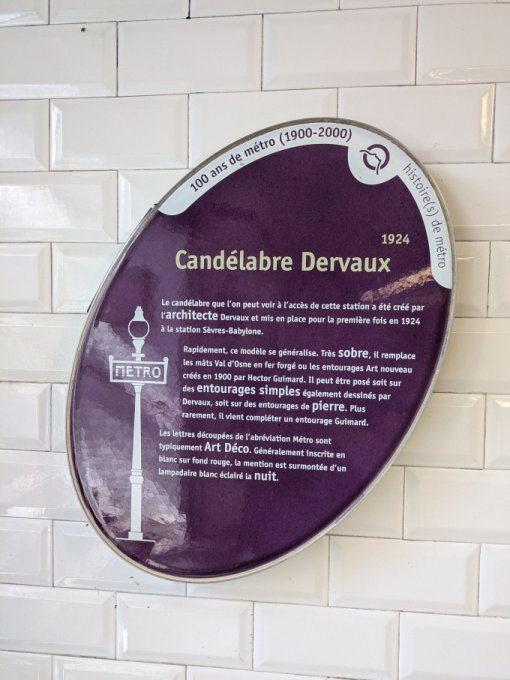 100 ans de métro (1900-2000)
histoire(s) de métro
1924
Candélabre Dervaux
Le candélabre que l'on peut voir à l'accès de cette station a été créé par
l'architecte Dervaux et mis en place pour la première fois en 1924
à la station Sèvres-Babylone.
Rapidement, ce modèle se généralise. Très sobre, il remplace
les mâts Val d'Osne en fer forgé ou les entourages Art nouveau
créés en 1900 par Hector Guimard. Il peut être posé soit sur
des entourages simples également dessinés par
Dervaux, soit sur des entourages de pierre. Plus
rarement, il vient compléter un entourage Guimard.
Les lettres découpées de l'abréviation Métro sont
typiquement Art Déco. Généralement inscrite en
blanc sur fond rouge, la mention est surmontée d'un
lampadaire blanc éclairé la nuit.
METRO